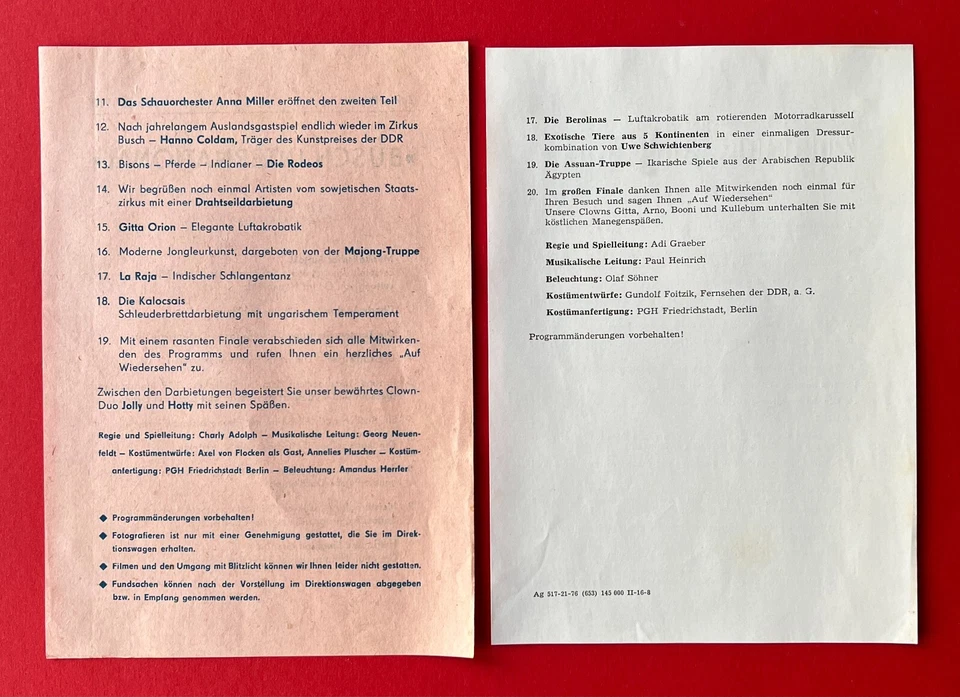 11. Das Schauorchester Anna Miller eröffnet den zweiten Teil
12. Nach jahrelangem Auslandsgastspiel endlich wieder im Zirkus
Busch – Hanno Coldam, Träger des Kunstpreises der DDR
13. Bisons – Pferde – Indianer – Die Rodeos
14. Wir begrüßen noch einmal Artisten vom sowjetischen Staats-
zirkus mit einer Drahtseildarbietung
15. Gitta Orion – Elegante Luftakrobatik
16. Moderne Jongleurkunst, dargeboten von der Majong-Truppe
17. La Raja – Indischer Schlangentanz
18. Die Kalocsais
Schleuderbrettdarbietung mit ungarischem Temperament
19. Mit einem rasanten Finale verabschieden sich alle Mitwirken-
den des Programms und rufen Ihnen ein herzliches „Auf
Wiedersehen" zu.
Zwischen den Darbietungen begeistert Sie unser bewährtes Clown-
Duo Jolly und Hotty mit seinen Späßen.
Regie und Spielleitung: Charly Adolph – Musikalische Leitung: Georg Neuen-
feldt – Kostümentwürfe: Axel von Flocken als Gast, Annelies Pluscher – Kostüm-
anfertigung: PGH Friedrichstadt Berlin – Beleuchtung: Amandus Herrler
◆ Programmänderungen vorbehalten!
◆ Fotografieren ist nur mit einer Genehmigung gestattet, die Sie im Direk-
tionswagen erhalten.
◆ Filmen und den Umgang mit Blitzlicht können wir Ihnen leider nicht gestatten.
◆ Fundsachen können nach der Vorstellung im Direktionswagen abgegeben
bzw. in Empfang genommen werden.
17. Die Berolinas – Luftakrobatik am rotierenden Motorradkarussell
18. Exotische Tiere aus 5 Kontinenten in einer einmaligen Dressur-
kombination von Uwe Schwichtenberg
19. Die Assuan-Truppe – Ikarische Spiele aus der Arabischen Republik
Ägypten
20. Im großen Finale danken Ihnen alle Mitwirkenden noch einmal für
Ihren Besuch und sagen Ihnen „Auf Wiedersehen"
Unsere Clowns Gitta, Arno, Booni und Kullebum unterhalten Sie mit
köstlichen Manegenspäßen.
Regie und Spielleitung: Adi Graeber
Musikalische Leitung: Paul Heinrich
Beleuchtung: Olaf Söhner
Kostümentwürfe: Gundolf Foitzik, Fernsehen der DDR, a. G.
Kostümanfertigung: PGH Friedrichstadt, Berlin
Programmänderungen vorbehalten!
Ag 517-21-76 (653) 145 000 II-16-8